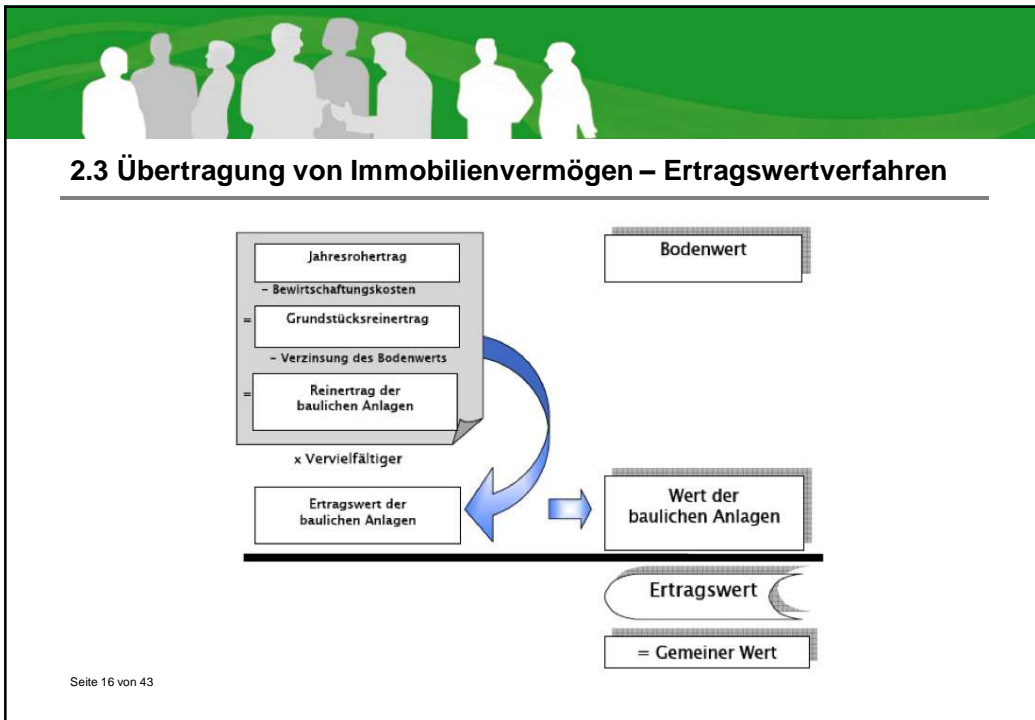 2.3 Übertragung von Immobilienvermögen – Ertragswertverfahren
Jahresrohertrag
– Bewirtschaftungskosten
= Grundstücksreinertrag
– Verzinsung des Bodenwerts
= Reinertrag der
baulichen Anlagen
x Vervielfältiger
Ertragswert der
baulichen Anlagen
Bodenwert
Wert der
baulichen Anlagen
Ertragswert
= Gemeiner Wert
Seite 16 von 43